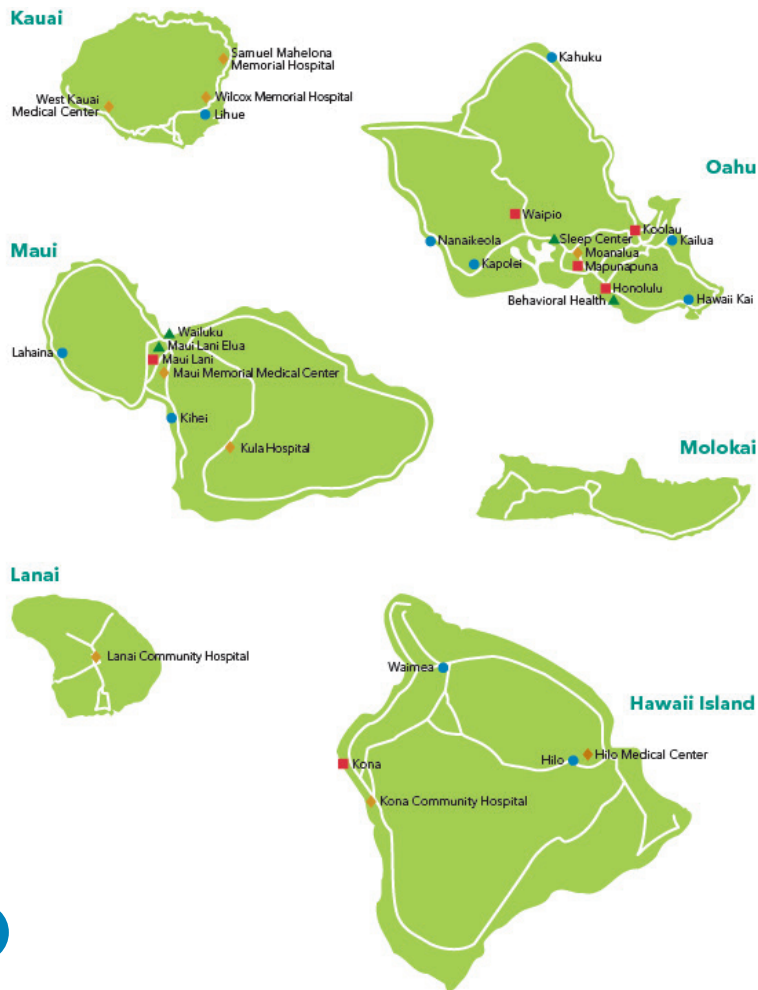 Kauai
Samuel Mahelona
Memorial Hospital
West Kauai
Medical Center
Wilcox Memorial Hospital
Lihue
Oahu
Kahuku
Waipio
Koolau
Nanaikeola
Sleep Center
Kailua
Moanalua
Kapolei
Mapunapuna
Honolulu
Behavioral Health
Hawaii Kai
Maui
Wailuku
Maui Lani Elua
Lahaina
Maui Lani
Maui Memorial Medical Center
Kihei
Kula Hospital
Molokai
Lanai
Lanai Community Hospital
Hawaii Island
Waimea
Hilo Medical Center
Hilo
Kona
Kona Community Hospital